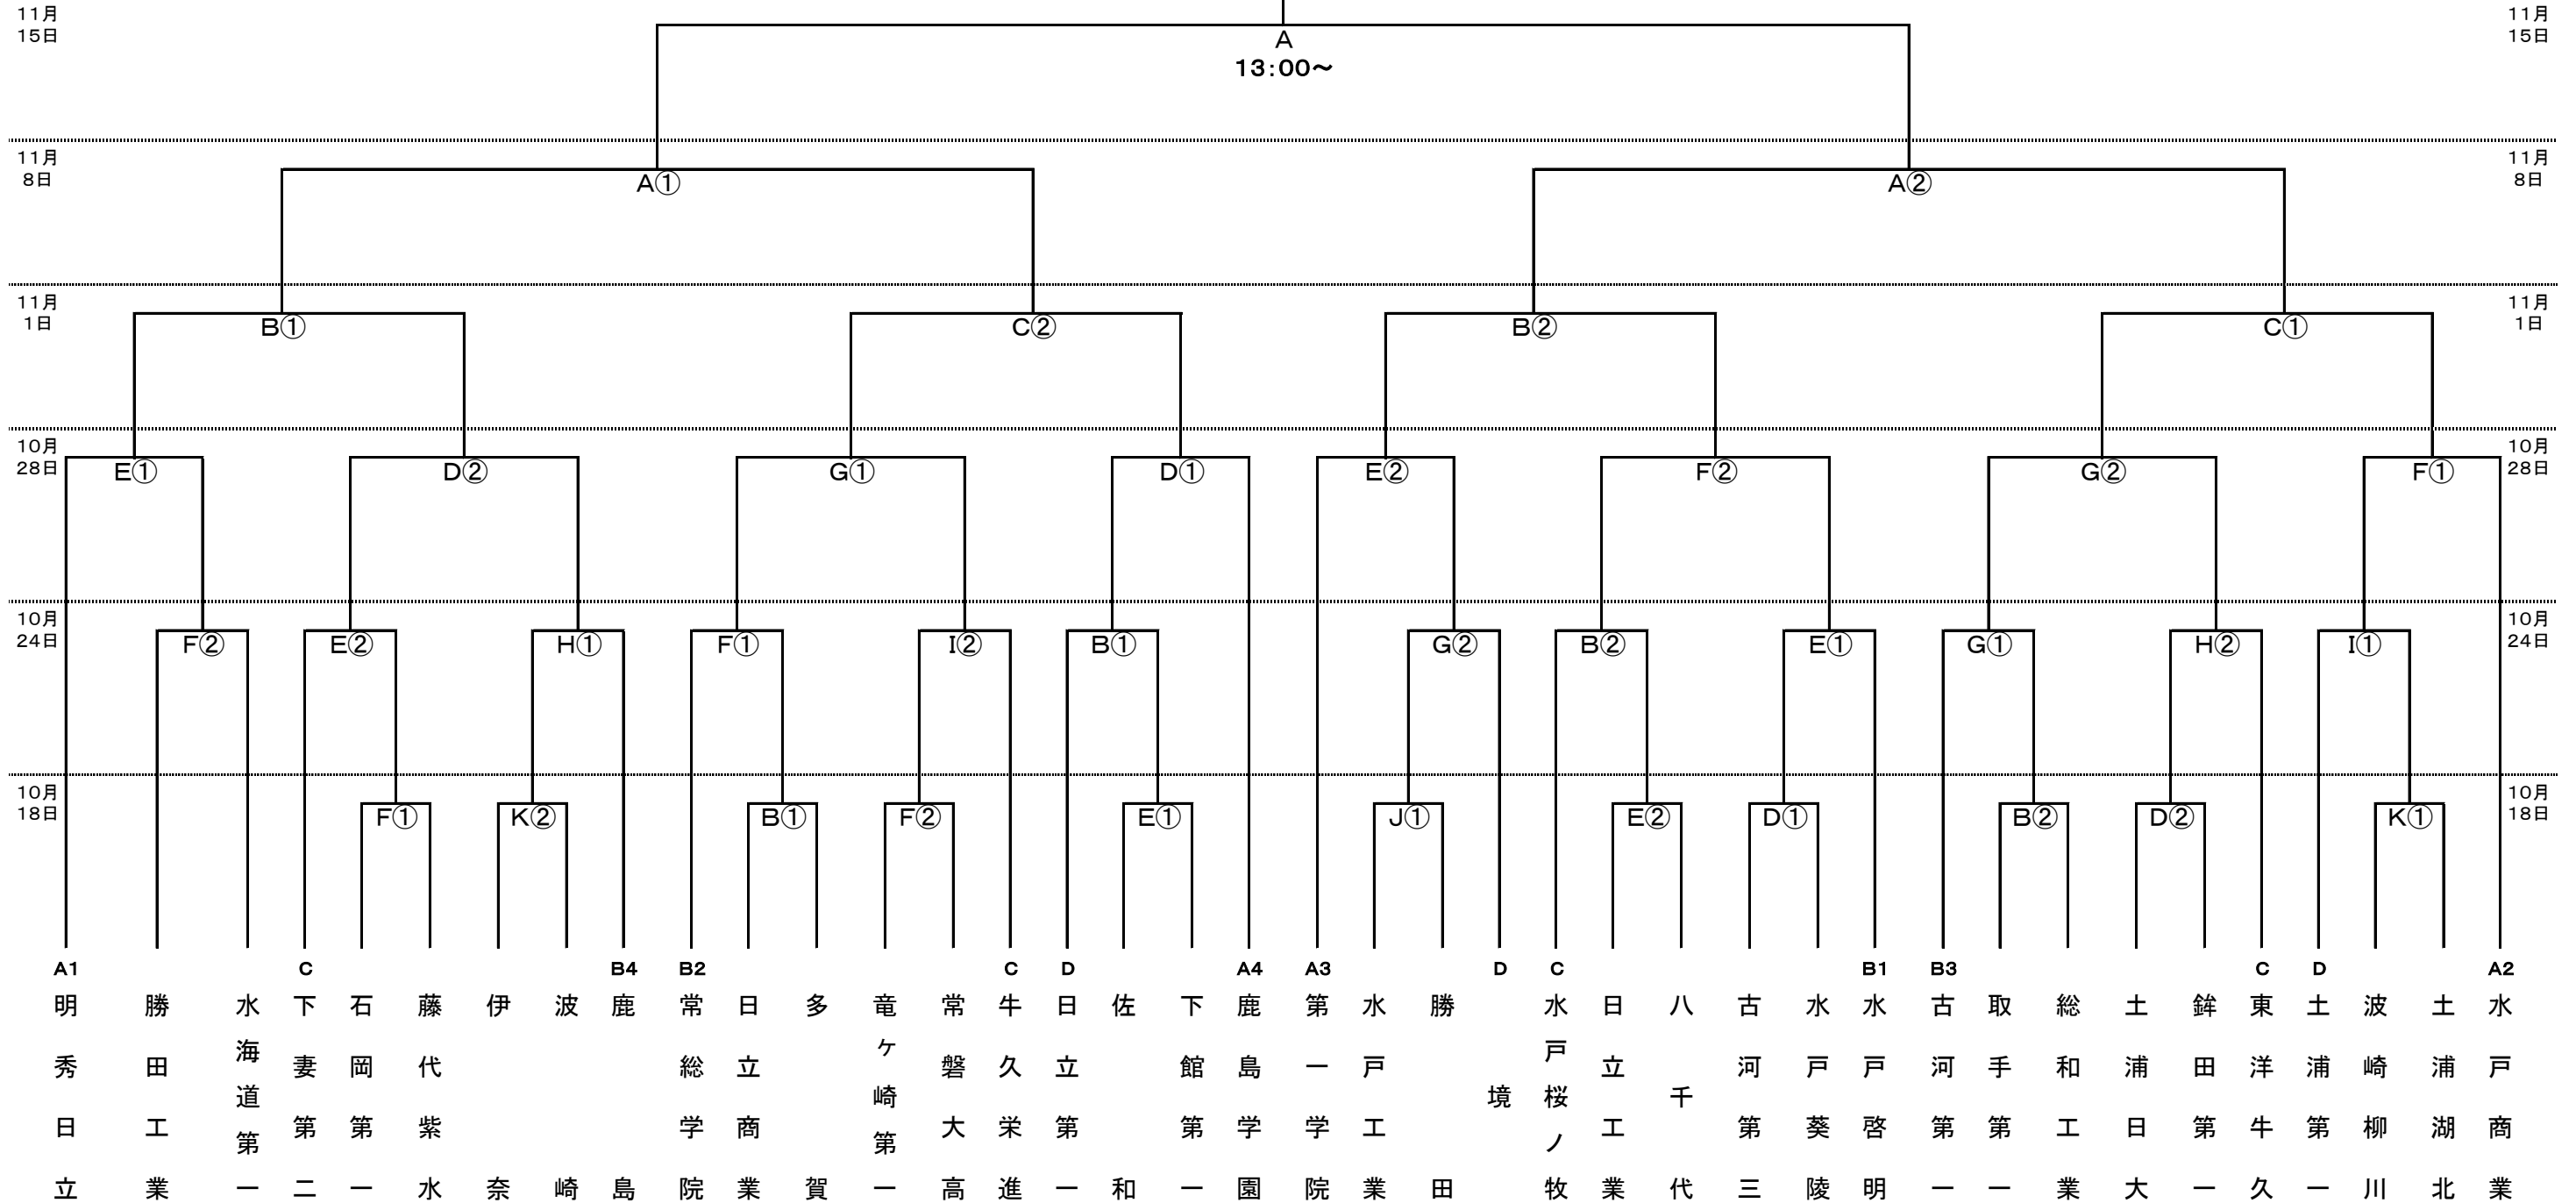 11月
15日
A
13:00～
11月
15日
11月
8日
A①
A②
11月
8日
11月
1日
B①
C②
B②
C①
11月
1日
10月
28日
E①
D②
G①
D①
E②
F②
G②
F①
10月
28日
10月
24日
F②
E②
H①
F①
I②
B①
G②
B②
E①
G①
H②
I①
10月
24日
10月
18日
F①
K②
B①
F②
E①
J①
E②
D①
B②
D②
K①
10月
18日
A1
C
B4
B2
C
D
A4
A3
D
C
B1
B3
C
D
A2
明秀日立
勝田工業
水海道第一
下妻第二
石岡第一
藤代紫水
伊奈
波崎
鹿島
常総学院
日立商業
多賀
竜ヶ崎第一
常磐大高
牛久栄進
日立第一
佐和
下館第一
鹿島学園
第一学院
水戸工業
勝田
境
水戸桜ノ牧
日立工業
八千代
古河第三
水戸葵陵
水戸啓明
古河第一
取手第一
総和工業
土浦日大
鉾田第一
東洋牛久
土浦第一
波崎柳川
土浦湖北
水戸商業